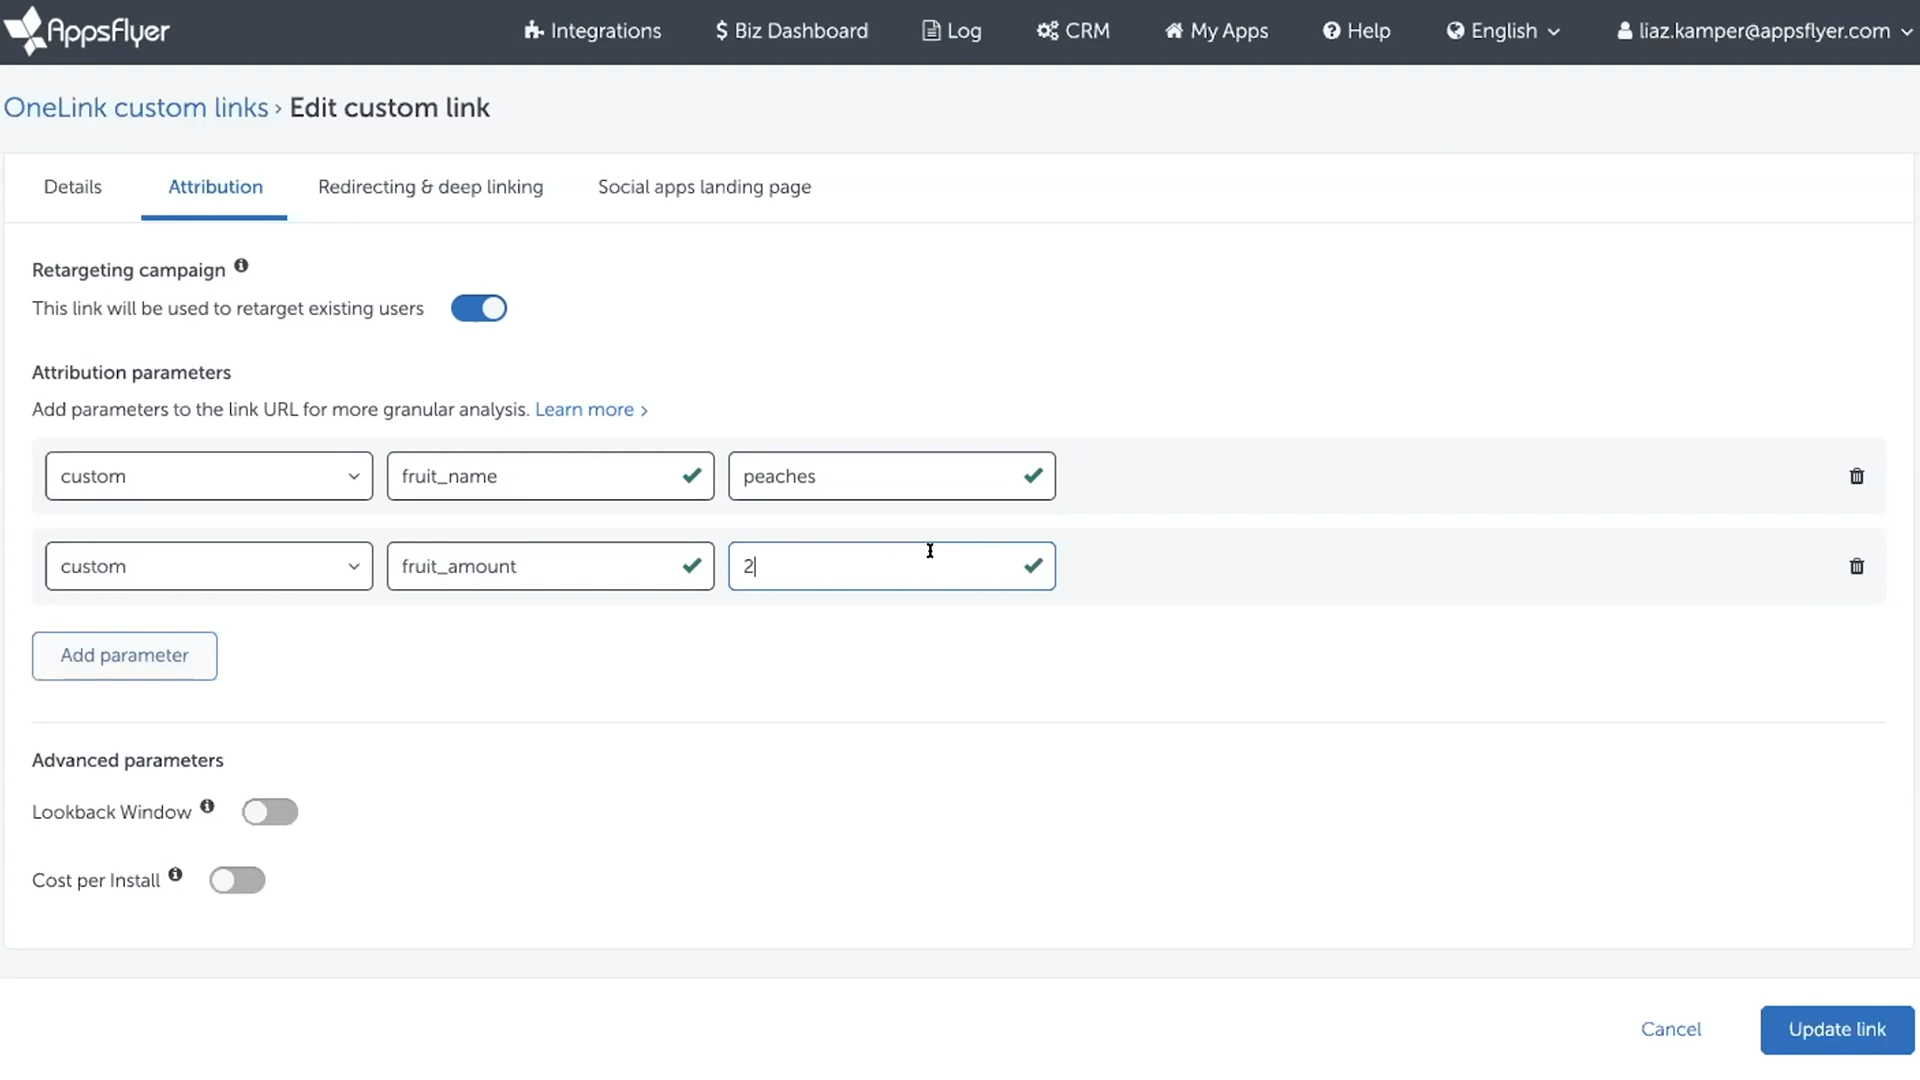 AppsFlyer
Integrations
$ Biz Dashboard
Log
CRM
My Apps
Help
English
liaz.kamper@appsflyer.com
OneLink custom links › Edit custom link
Details
Attribution
Redirecting & deep linking
Social apps landing page
Retargeting campaign
This link will be used to retarget existing users
Attribution parameters
Add parameters to the link URL for more granular analysis. Learn more ›
custom
fruit_name
peaches
custom
fruit_amount
2
Add parameter
Advanced parameters
Lookback Window
Cost per Install
Cancel
Update link